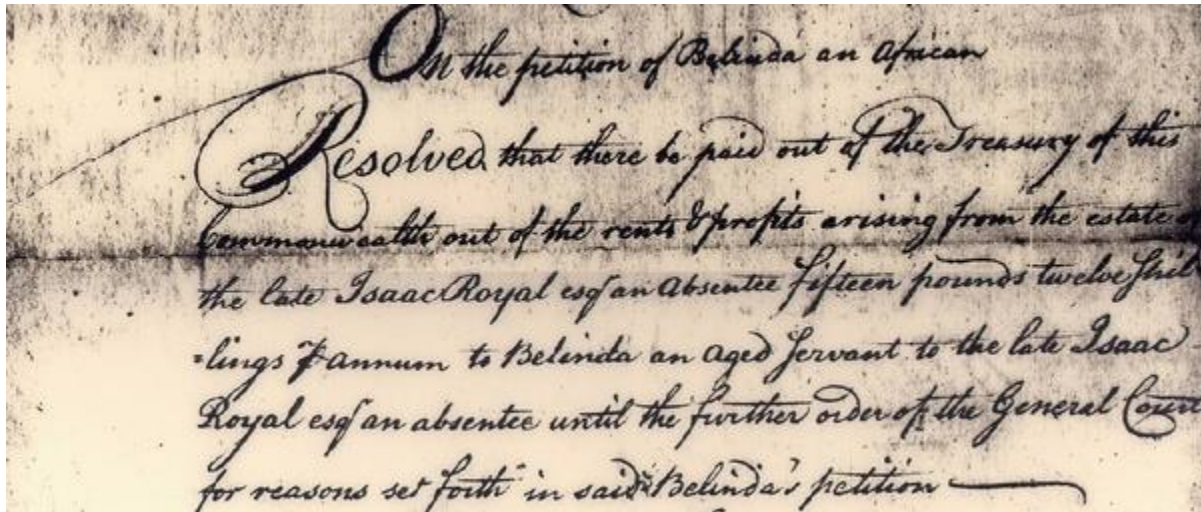 On the petition of Belinda an African
Resolved that there be paid out of the Treasury of this
Commonwealth out of the rents & profits arising from the estate of
the late Isaac Royal esqr an absentee fifteen pounds twelve shil
=lings ⅌ annum to Belinda an aged servant to the late Isaac
Royal esqr an absentee until the further order of the General Court
for reasons set forth in said Belinda's petition